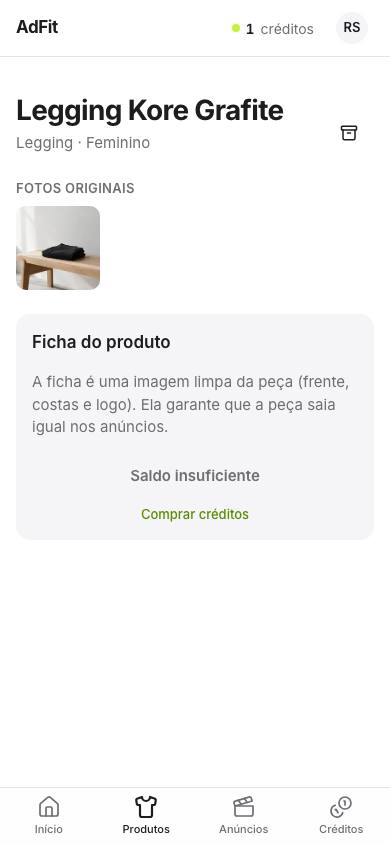 AdFit
1 créditos
RS
Legging Kore Grafite
Legging · Feminino
FOTOS ORIGINAIS
Ficha do produto
A ficha é uma imagem limpa da peça (frente,
costas e logo). Ela garante que a peça saia
igual nos anúncios.
Saldo insuficiente
Comprar créditos
Início
Produtos
Anúncios
Créditos